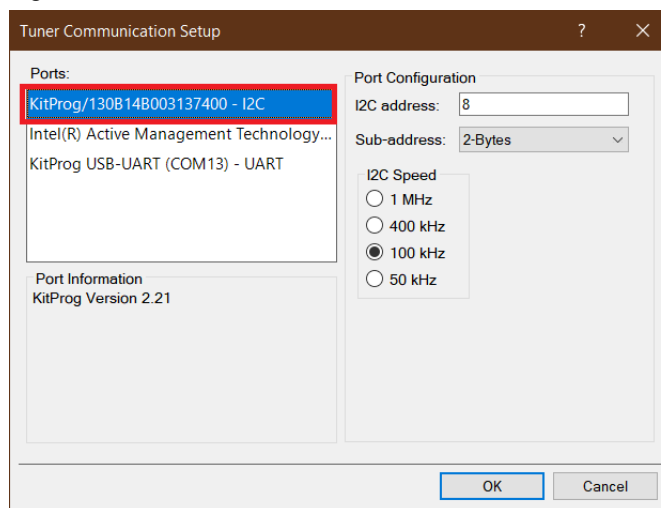 Tuner Communication Setup ? ×
Ports:
KitProg/130B14B003137400 - I2C
Intel(R) Active Management Technology...
KitProg USB-UART (COM13) - UART
Port Information
KitProg Version 2.21
Port Configuration
I2C address: 8
Sub-address: 2-Bytes
I2C Speed
1 MHz
400 kHz
100 kHz
50 kHz
OK Cancel